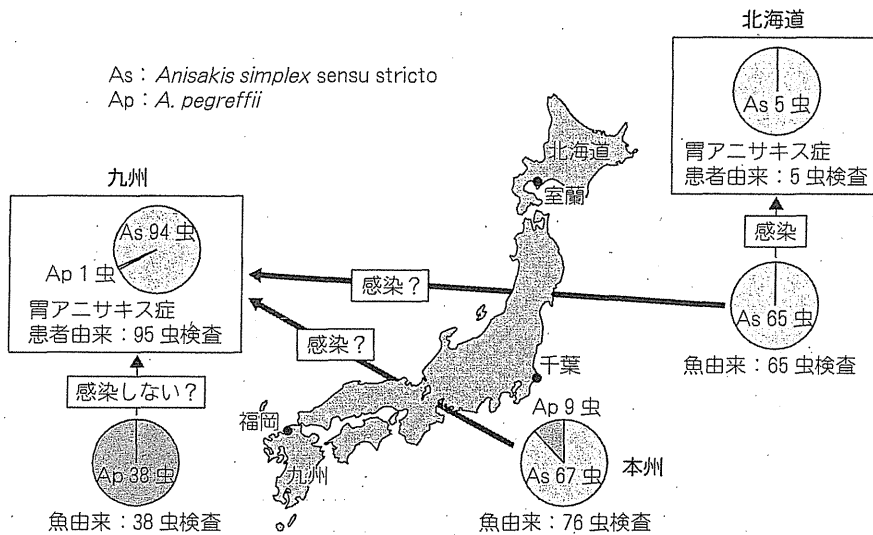 As：Anisakis simplex sensu stricto
Ap：A. pegreffii
北海道
As 5 虫
胃アニサキス症
患者由来：5 虫検査
感染
As 65 虫
魚由来：65 虫検査
九州
As 94 虫
Ap 1 虫
胃アニサキス症
患者由来：95 虫検査
感染しない？
Ap 38 虫
魚由来：38 虫検査
感染？
感染？
北海道
室蘭
千葉
福岡
九州
Ap 9 虫
As 67 虫
本州
魚由来：76 虫検査